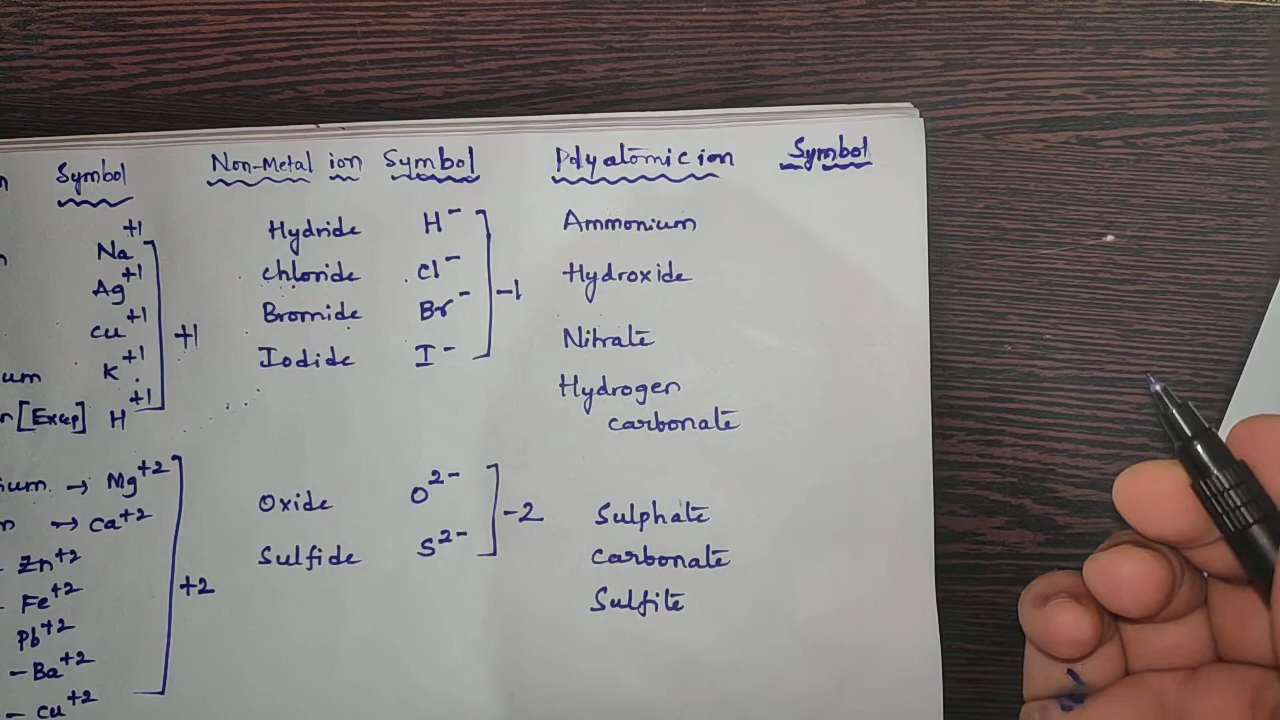 n Symbol Non-Metal ion Symbol Polyatomic ion Symbol
Na+1 Hydride H- Ammonium
n Ag+1 chloride Cl- Hydroxide
Cu+1 +1 Bromide Br- -1 Nitrate
um K+1 Iodide I- Hydrogen
n [Excep] H+1 carbonate
ium → Mg+2 Oxide O2- Sulphate
n → Ca+2 Sulfide S2- -2 carbonate
- Zn+2 Sulfite
- Fe+2 +2
Pb+2
- Ba+2
- Cu+2